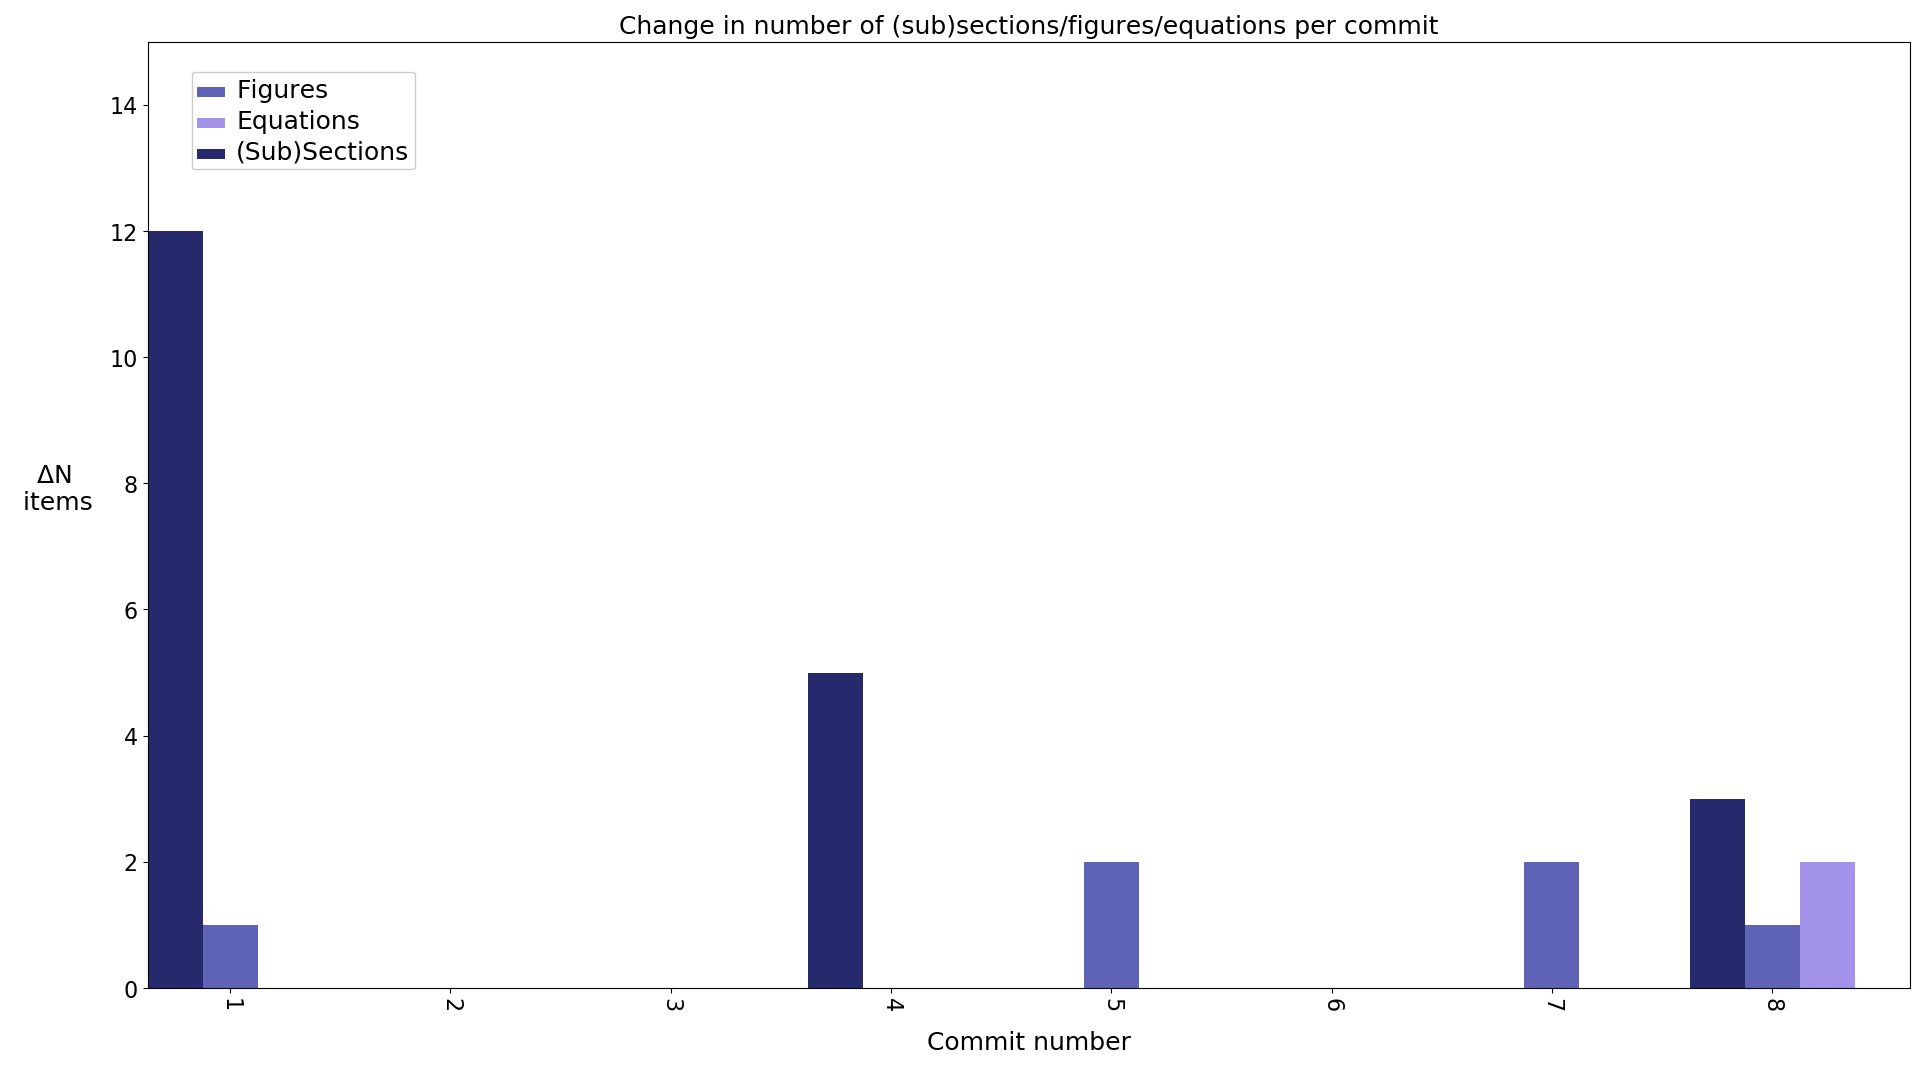 Change in number of (sub)sections/figures/equations per commit
Figures
Equations
(Sub)Sections
14
12
10
8
6
4
2
0
ΔN
items
1 2 3 4 5 6 7 8
Commit number